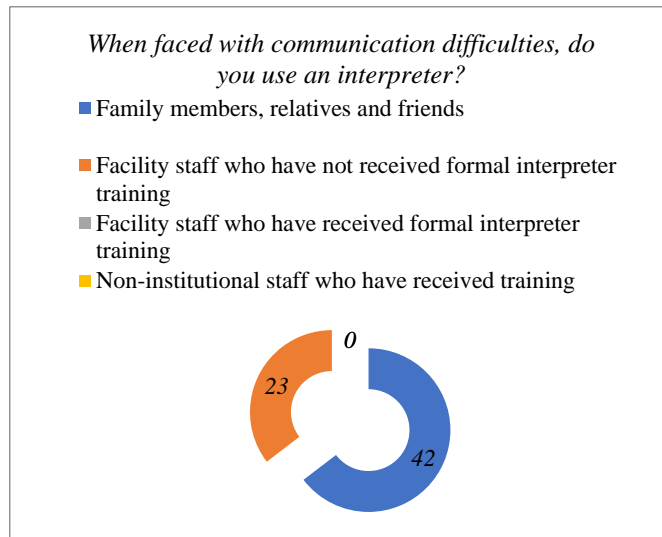 When faced with communication difficulties, do
you use an interpreter?
Family members, relatives and friends
Facility staff who have not received formal interpreter
training
Facility staff who have received formal interpreter
training
Non-institutional staff who have received training
0
23
42